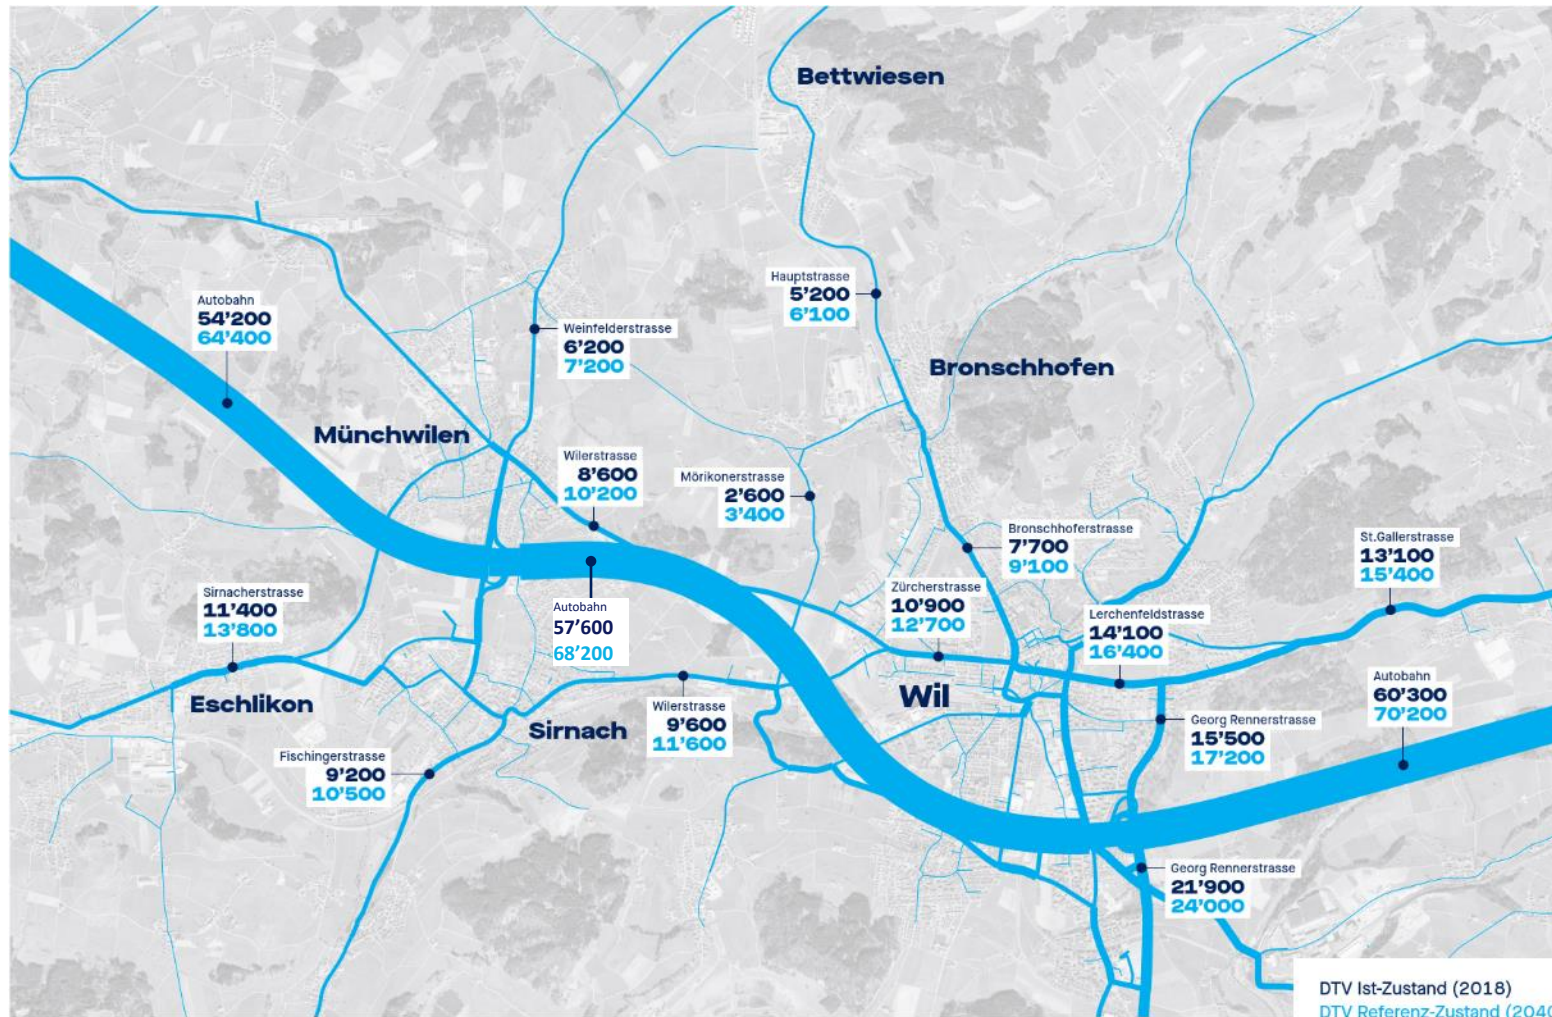 Bettwiesen
Hauptstrasse
5'200
6'100
Autobahn
54'200
64'400
Weinfelderstrasse
6'200
7'200
Bronschhofen
Münchwilen
Wilerstrasse
8'600
10'200
Mörikonerstrasse
2'600
3'400
Bronschhoferstrasse
7'700
9'100
St.Gallerstrasse
13'100
15'400
Sirnacherstrasse
11'400
13'800
Autobahn
57'600
68'200
Zürcherstrasse
10'900
12'700
Lerchenfeldstrasse
14'100
16'400
Eschlikon
Wil
Autobahn
60'300
70'200
Sirnach
Wilerstrasse
9'600
11'600
Georg Rennerstrasse
15'500
17'200
Fischingerstrasse
9'200
10'500
Georg Rennerstrasse
21'900
24'000
DTV Ist-Zustand (2018)
DTV Referenz-Zustand (2040